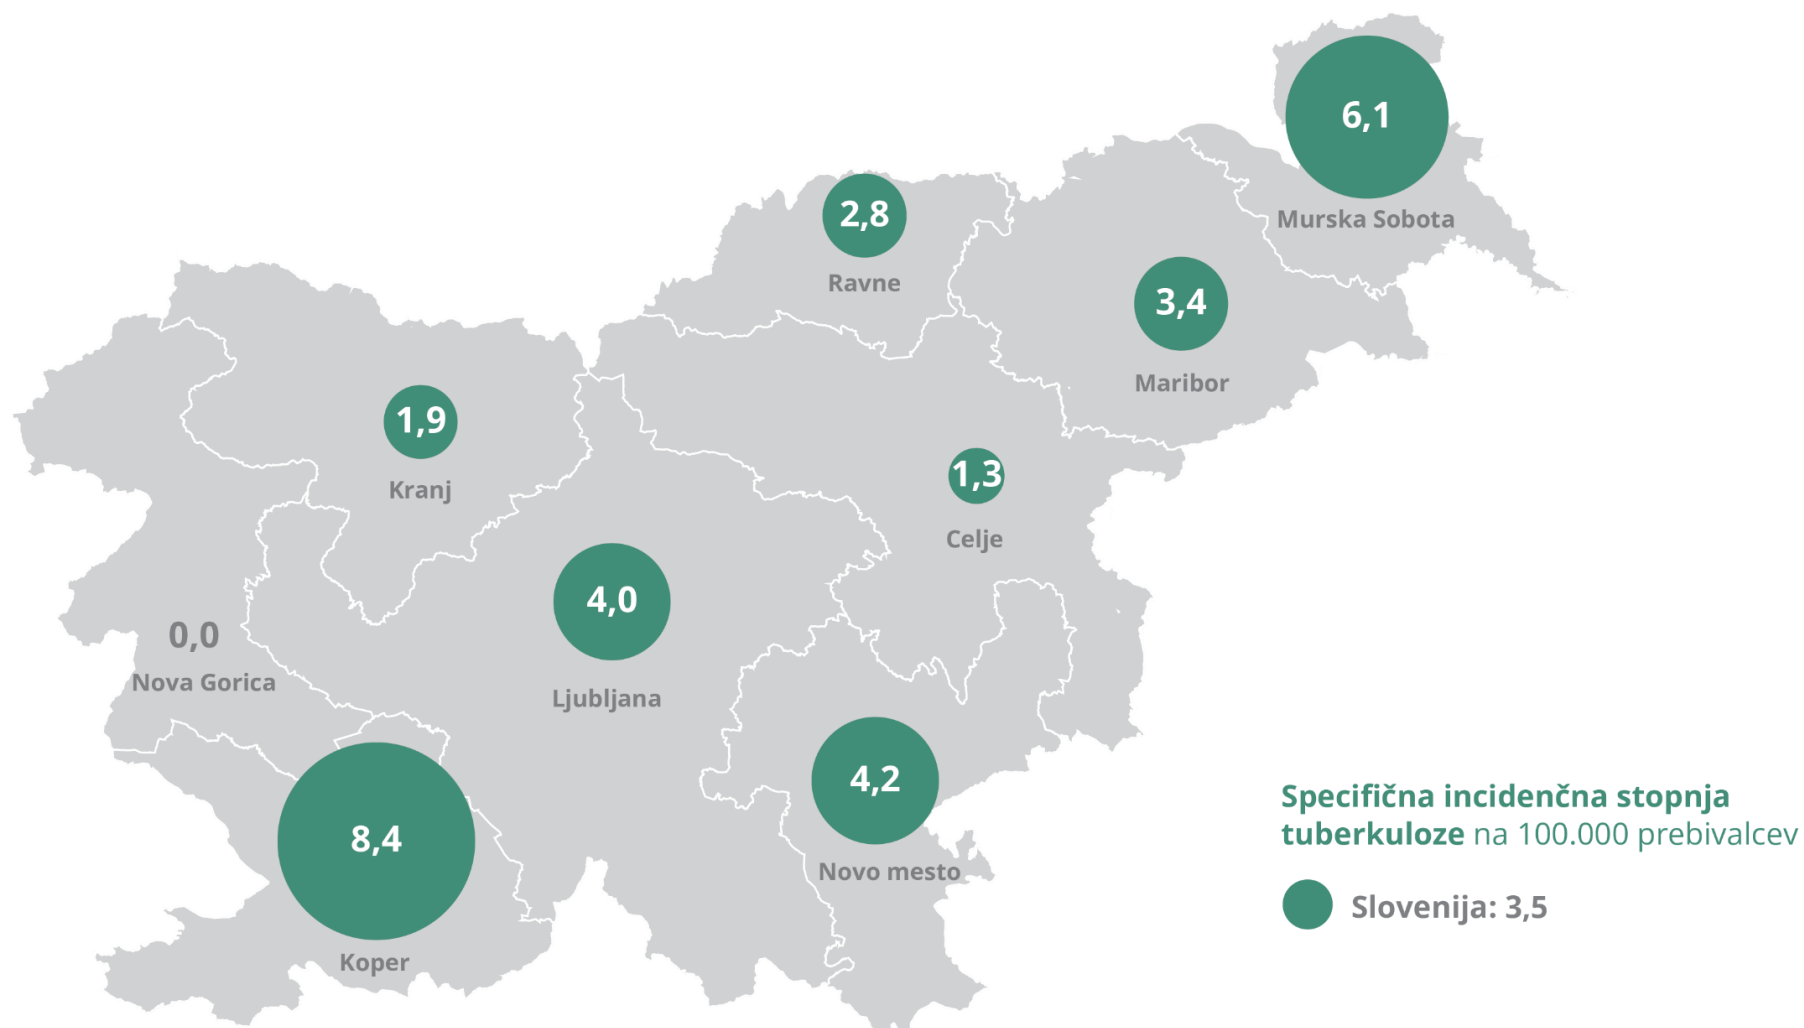 6,1
Murska Sobota
2,8
Ravne
3,4
Maribor
1,9
Kranj
1,3
Celje
4,0
Ljubljana
0,0
Nova Gorica
4,2
Novo mesto
8,4
Koper
Specifična incidenčna stopnja
tuberkuloze na 100.000 prebivalcev
Slovenija: 3,5